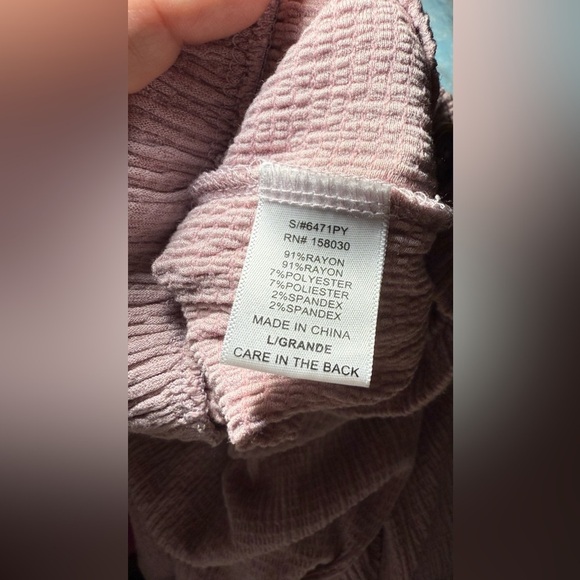 S/#6471PY
RN# 158030
91%RAYON
91%RAYON
7%POLYESTER
7%POLIESTER
2%SPANDEX
2%SPANDEX
MADE IN CHINA
L/GRANDE
CARE IN THE BACK